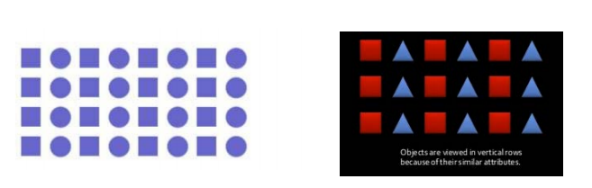 Objects are viewed in vertical rows
because of their similar attributes.